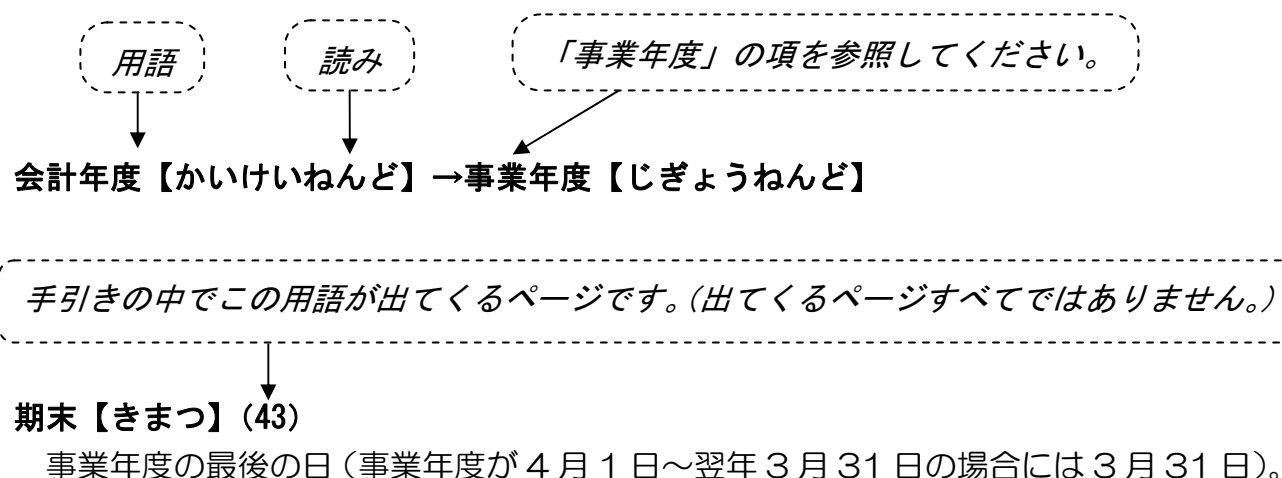 用語
読み
「事業年度」の項を参照してください。
会計年度【かいけいねんど】→事業年度【じぎょうねんど】
手引きの中でこの用語が出てくるページです。（出てくるページすべてではありません。）
期末【きまつ】(43)
事業年度の最後の日（事業年度が４月１日～翌年３月31日の場合には３月31日）。